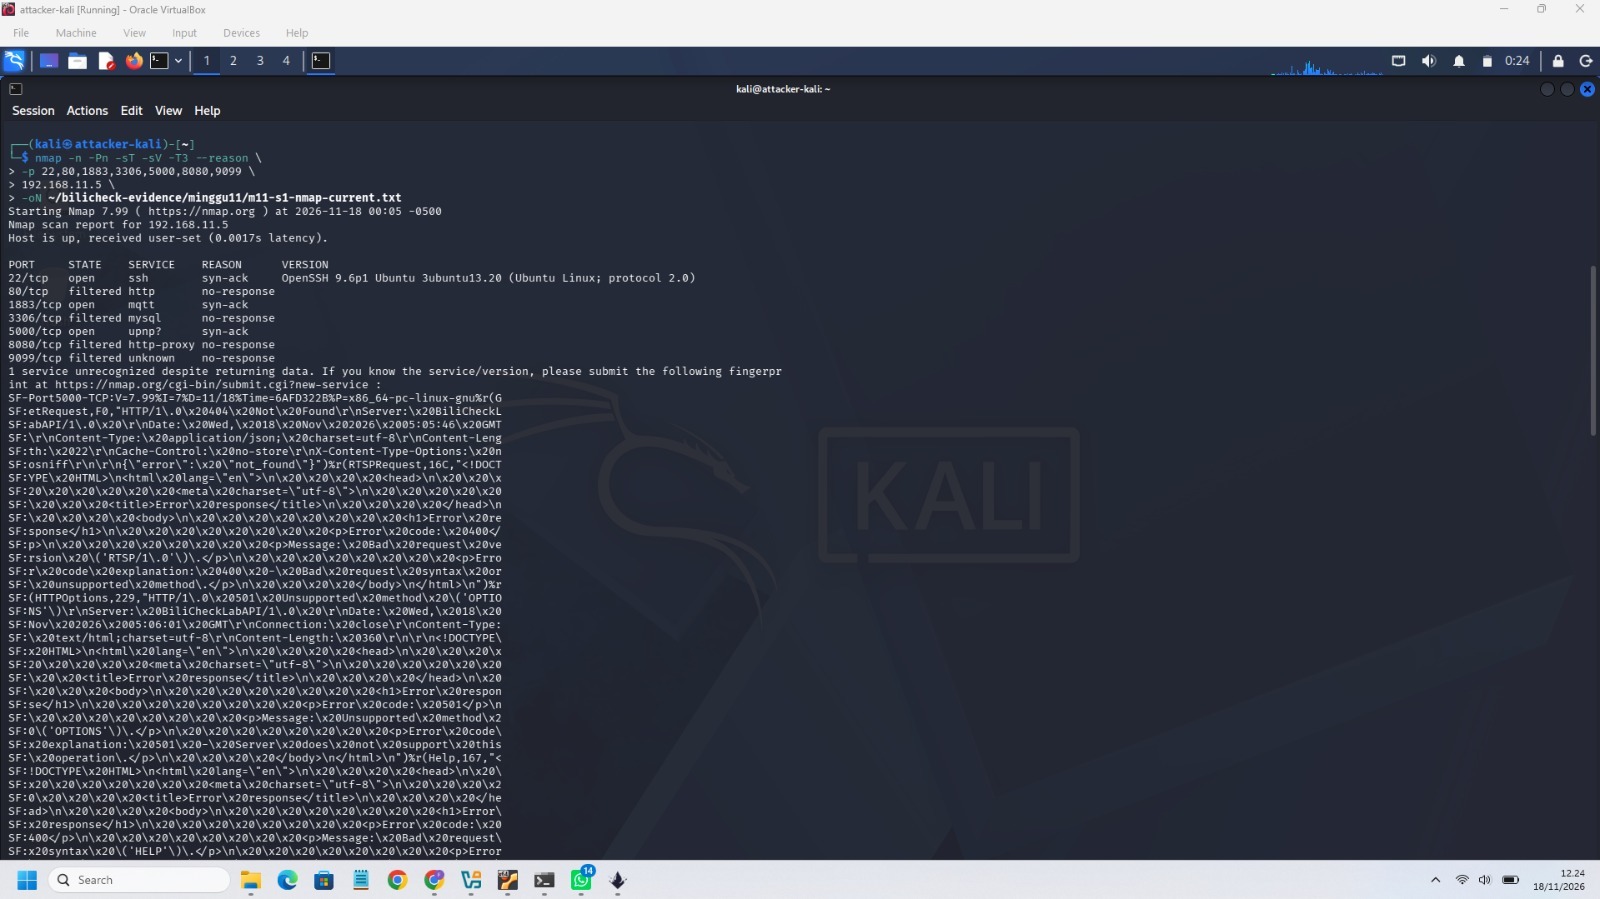 attacker-kali [Running] - Oracle VirtualBox
File Machine View Input Devices Help
1 2 3 4 0:24
kali@attacker-kali: ~
Session Actions Edit View Help
┌──(kali㉿attacker-kali)-[~]
└─$ nmap -n -Pn -sT -sV -T3 --reason \
> -p 22,80,1883,3306,5000,8080,9099 \
> 192.168.11.5 \
> -oN ~/bilicheck-evidence/minggu11/m11-s1-nmap-current.txt
Starting Nmap 7.99 ( https://nmap.org ) at 2026-11-18 00:05 -0500
Nmap scan report for 192.168.11.5
Host is up, received user-set (0.0017s latency).
PORT STATE SERVICE REASON VERSION
22/tcp open ssh syn-ack OpenSSH 9.6p1 Ubuntu 3ubuntu13.20 (Ubuntu Linux; protocol 2.0)
80/tcp filtered http no-response
1883/tcp open mqtt syn-ack
3306/tcp filtered mysql no-response
5000/tcp open upnp? syn-ack
8080/tcp filtered http-proxy no-response
9099/tcp filtered unknown no-response
1 service unrecognized despite returning data. If you know the service/version, please submit the following fingerpr
int at https://nmap.org/cgi-bin/submit.cgi?new-service :
SF-Port5000-TCP:V=7.99%I=7%D=11/18%Time=6AFD322B%P=x86_64-pc-linux-gnu%r(G
SF:etRequest,F0,"HTTP/1\.0\x20404\x20Not\x20Found\r\nServer:\x20BiliCheckL
SF:abAPI/1\.0\x20\r\nDate:\x20Wed,\x2018\x20Nov\x202026\x2005:05:46\x20GMT
SF:\r\nContent-Type:\x20application/json;\x20charset=utf-8\r\nContent-Leng
SF:th:\x2022\r\nCache-Control:\x20no-store\r\nX-Content-Type-Options:\x20n
SF:osniff\r\n\r\n{\"error\":\x20\"not_found\"}")%r(RTSPRequest,16C,"<!DOCT
SF:YPE\x20HTML>\n<html\x20lang=\"en\">\n\x20\x20\x20\x20<head>\n\x20\x20\x
SF:20\x20\x20\x20\x20\x20<meta\x20charset=\"utf-8\">\n\x20\x20\x20\x20\x20
SF:\x20\x20\x20<title>Error\x20response</title>\n\x20\x20\x20\x20</head>\n
SF:\x20\x20\x20\x20<body>\n\x20\x20\x20\x20\x20\x20\x20\x20<h1>Error\x20re
SF:sponse</h1>\n\x20\x20\x20\x20\x20\x20\x20\x20<p>Error\x20code:\x20400</
SF:p>\n\x20\x20\x20\x20\x20\x20\x20\x20<p>Message:\x20Bad\x20request\x20ve
SF:rsion\x20\('RTSP/1\.0'\)\.</p>\n\x20\x20\x20\x20\x20\x20\x20\x20<p>Erro
SF:r\x20code\x20explanation:\x20400\x20-\x20Bad\x20request\x20syntax\x20or
SF:\x20unsupported\x20method\.</p>\n\x20\x20\x20\x20</body>\n</html>\n")%r
SF:(HTTPOptions,229,"HTTP/1\.0\x20501\x20Unsupported\x20method\x20\('OPTIO
SF:NS'\)\r\nServer:\x20BiliCheckLabAPI/1\.0\x20\r\nDate:\x20Wed,\x2018\x20
SF:Nov\x202026\x2005:06:01\x20GMT\r\nConnection:\x20close\r\nContent-Type:
SF:\x20text/html;charset=utf-8\r\nContent-Length:\x20360\r\n\r\n<!DOCTYPE\
SF:x20HTML>\n<html\x20lang=\"en\">\n\x20\x20\x20\x20<head>\n\x20\x20\x20\x
SF:20\x20\x20\x20\x20<meta\x20charset=\"utf-8\">\n\x20\x20\x20\x20\x20\x20
SF:\x20\x20<title>Error\x20response</title>\n\x20\x20\x20\x20</head>\n\x20
SF:\x20\x20\x20<body>\n\x20\x20\x20\x20\x20\x20\x20\x20<h1>Error\x20respon
SF:se</h1>\n\x20\x20\x20\x20\x20\x20\x20\x20<p>Error\x20code:\x20501</p>\n
SF:\x20\x20\x20\x20\x20\x20\x20\x20<p>Message:\x20Unsupported\x20method\x2
SF:0\('OPTIONS'\)\.</p>\n\x20\x20\x20\x20\x20\x20\x20\x20<p>Error\x20code\
SF:x20explanation:\x20501\x20-\x20Server\x20does\x20not\x20support\x20this
SF:\x20operation\.</p>\n\x20\x20\x20\x20</body>\n</html>\n")%r(Help,167,"<
SF:!DOCTYPE\x20HTML>\n<html\x20lang=\"en\">\n\x20\x20\x20\x20<head>\n\x20\
SF:x20\x20\x20\x20\x20\x20\x20<meta\x20charset=\"utf-8\">\n\x20\x20\x20\x2
SF:0\x20\x20\x20\x20<title>Error\x20response</title>\n\x20\x20\x20\x20</he
SF:ad>\n\x20\x20\x20\x20<body>\n\x20\x20\x20\x20\x20\x20\x20\x20<h1>Error\
SF:x20response</h1>\n\x20\x20\x20\x20\x20\x20\x20\x20<p>Error\x20code:\x20
SF:400</p>\n\x20\x20\x20\x20\x20\x20\x20\x20<p>Message:\x20Bad\x20request\
SF:x20syntax\x20\('HELP'\)\.</p>\n\x20\x20\x20\x20\x20\x20\x20\x20<p>Error
KALI
Search
14
12.24
18/11/2026